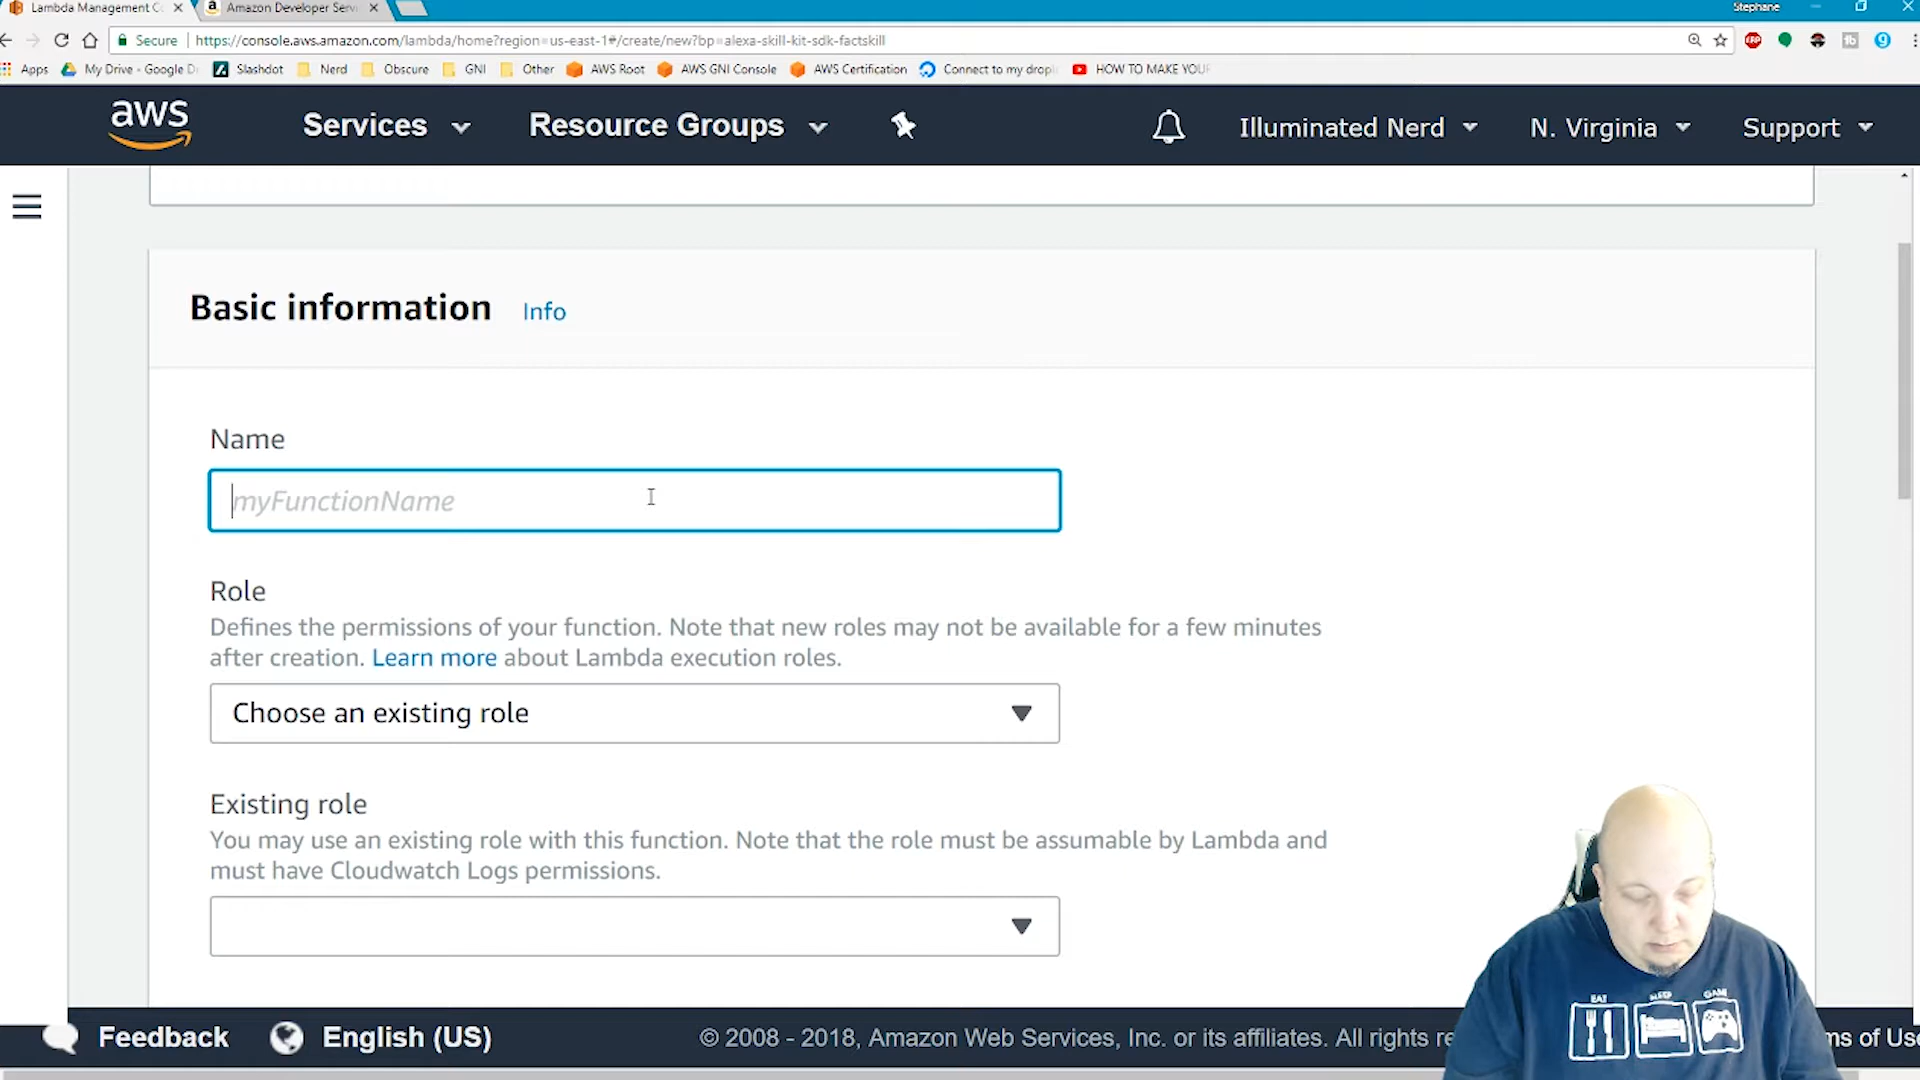 Lambda Management C
Amazon Developer Servi
Stephane
Secure
https://console.aws.amazon.com/lambda/home?region=us-east-1#/create/new?bp=alexa-skill-kit-sdk-factskill
Apps
My Drive - Google D
Slashdot
Nerd
Obscure
GNI
Other
AWS Root
AWS GNI Console
AWS Certification
Connect to my dropl
HOW TO MAKE YOUR
aws
Services
Resource Groups
Illuminated Nerd
N. Virginia
Support
Basic information Info
Name
myFunctionName
Role
Defines the permissions of your function. Note that new roles may not be available for a few minutes
after creation. Learn more about Lambda execution roles.
Choose an existing role
Existing role
You may use an existing role with this function. Note that the role must be assumable by Lambda and
must have Cloudwatch Logs permissions.
EAT SLEEP GAME
Feedback
English (US)
© 2008 - 2018, Amazon Web Services, Inc. or its affiliates. All rights re
ms of Use